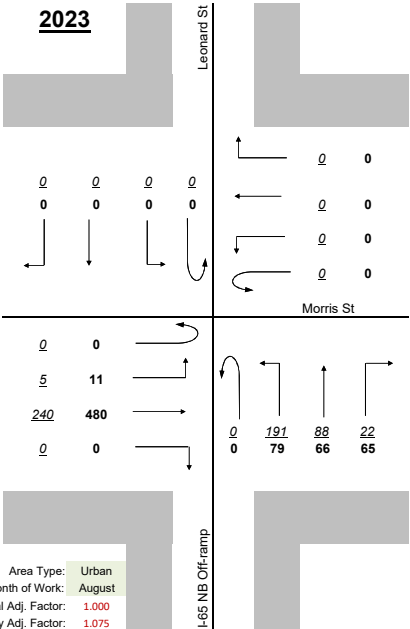 2023
Leonard St
0 0
0 0 0 0
0 0 0 0
0 0
0 0
0 0
Morris St
0 0
5 11
240 480
0 0
0 191 88 22
0 79 66 65
I-65 NB Off-ramp
Area Type: Urban
nth of Work: August
l Adj. Factor: 1.000
y Adj. Factor: 1.075